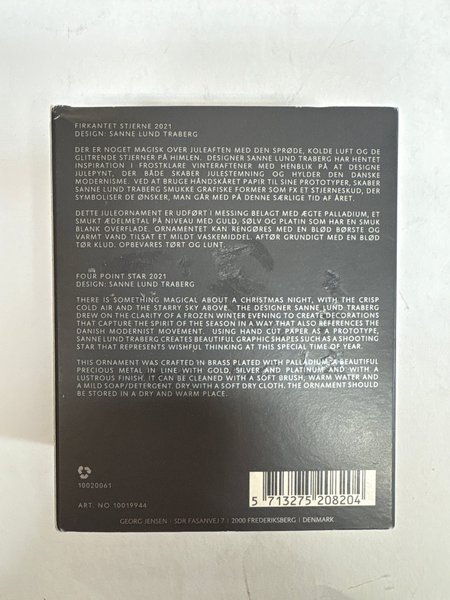 FIRKANTET STJERNE 2021
DESIGN: SANNE LUND TRABERG
DER ER NOGET MAGISK OVER JULEAFTEN MED DEN SPRØDE, KOLDE LUFT OG DE
GLITRENDE STJERNER PÅ HIMLEN. DESIGNER SANNE LUND TRABERG HAR HENTET
INSPIRATION I FROSTKLARE VINTERAFTENER MED HENBLIK PÅ AT DESIGNE
JULEPYNT, DER BÅDE SKABER JULESTEMNING OG HYLDER DEN DANSKE
MODERNISME. VED AT BRUGE HÅNDSKÅRET PAPIR TIL SINE PROTOTYPER, SKABER
SANNE LUND TRABERG SMUKKE GRAFISKE FORMER SOM FX ET STJERNESKUD, DER
SYMBOLISER DE ØNSKER, MAN GÅR MED PÅ DENNE SÆRLIGE TID AF ÅRET.
DETTE JULEORNAMENT ER UDFØRT I MESSING BELAGT MED ÆGTE PALLADIUM, ET
SMUKT ÆDELMETAL PÅ NIVEAU MED GULD, SØLV OG PLATIN SOM HAR EN SMUK
BLANK OVERFLADE. ORNAMENTET KAN RENGØRES MED EN BLØD BØRSTE OG
VARMT VAND TILSAT ET MILDT VASKEMIDDEL. AFTØR GRUNDIGT MED EN BLØD
TØR KLUD. OPBEVARES TØRT OG LUNT.
FOUR POINT STAR 2021
DESIGN: SANNE LUND TRABERG
THERE IS SOMETHING MAGICAL ABOUT A CHRISTMAS NIGHT, WITH THE CRISP
COLD AIR AND THE STARRY SKY ABOVE. THE DESIGNER SANNE LUND TRABERG
DREW ON THE CLARITY OF A FROZEN WINTER EVENING TO CREATE DECORATIONS
THAT CAPTURE THE SPIRIT OF THE SEASON IN A WAY THAT ALSO REFERENCES THE
DANISH MODERNIST MOVEMENT. USING HAND CUT PAPER AS A PROTOTYPE,
SANNE LUND TRABERG CREATES BEAUTIFUL GRAPHIC SHAPES SUCH AS A SHOOTING
STAR THAT REPRESENTS WISHFUL THINKING AT THIS SPECIAL TIME OF YEAR.
THIS ORNAMENT WAS CRAFTED IN BRASS PLATED WITH PALLADIUM, A BEAUTIFUL
PRECIOUS METAL IN LINE WITH GOLD, SILVER AND PLATINUM AND WITH A
LUSTROUS FINISH. IT CAN BE CLEANED WITH A SOFT BRUSH, WARM WATER AND
A MILD SOAP/DETERGENT. DRY WITH A SOFT DRY CLOTH. THE ORNAMENT SHOULD
BE STORED IN A DRY AND WARM PLACE.
10020061
5 713275 208204
ART. NO 10019944
GEORG JENSEN | SDR FASANVEJ 7 | 2000 FREDERIKSBERG | DENMARK